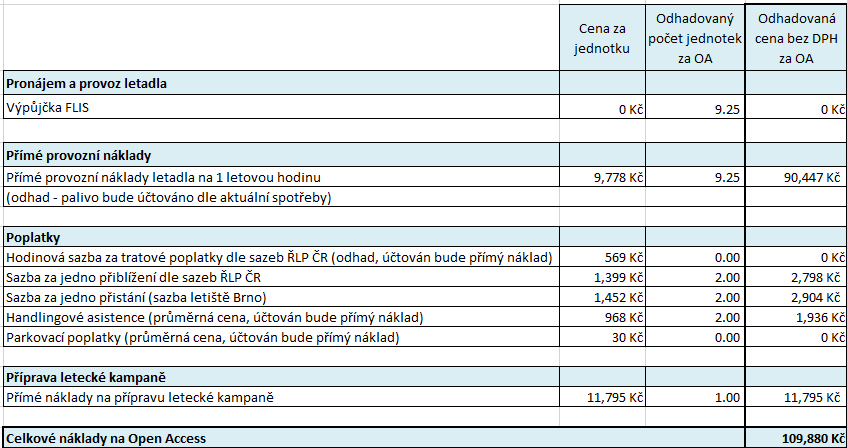 Cena za jednotku | Odhadovaný počet jednotek za OA | Odhadovaná cena bez DPH za OA
Pronájem a provoz letadla
Výpůjčka FLIS | 0 Kč | 9.25 | 0 Kč
Přímé provozní náklady
Přímé provozní náklady letadla na 1 letovou hodinu | 9,778 Kč | 9.25 | 90,447 Kč
(odhad - palivo bude účtováno dle aktuální spotřeby)
Poplatky
Hodinová sazba za tratové poplatky dle sazeb ŘLP ČR (odhad, účtován bude přímý náklad) | 569 Kč | 0.00 | 0 Kč
Sazba za jedno přiblížení dle sazeb ŘLP ČR | 1,399 Kč | 2.00 | 2,798 Kč
Sazba za jedno přistání (sazba letiště Brno) | 1,452 Kč | 2.00 | 2,904 Kč
Handlingové asistence (průměrná cena, účtován bude přímý náklad) | 968 Kč | 2.00 | 1,936 Kč
Parkovací poplatky (průměrná cena, účtován bude přímý náklad) | 30 Kč | 0.00 | 0 Kč
Příprava letecké kampaně
Přímé náklady na přípravu letecké kampaně | 11,795 Kč | 1.00 | 11,795 Kč
Celkové náklady na Open Access | 109,880 Kč